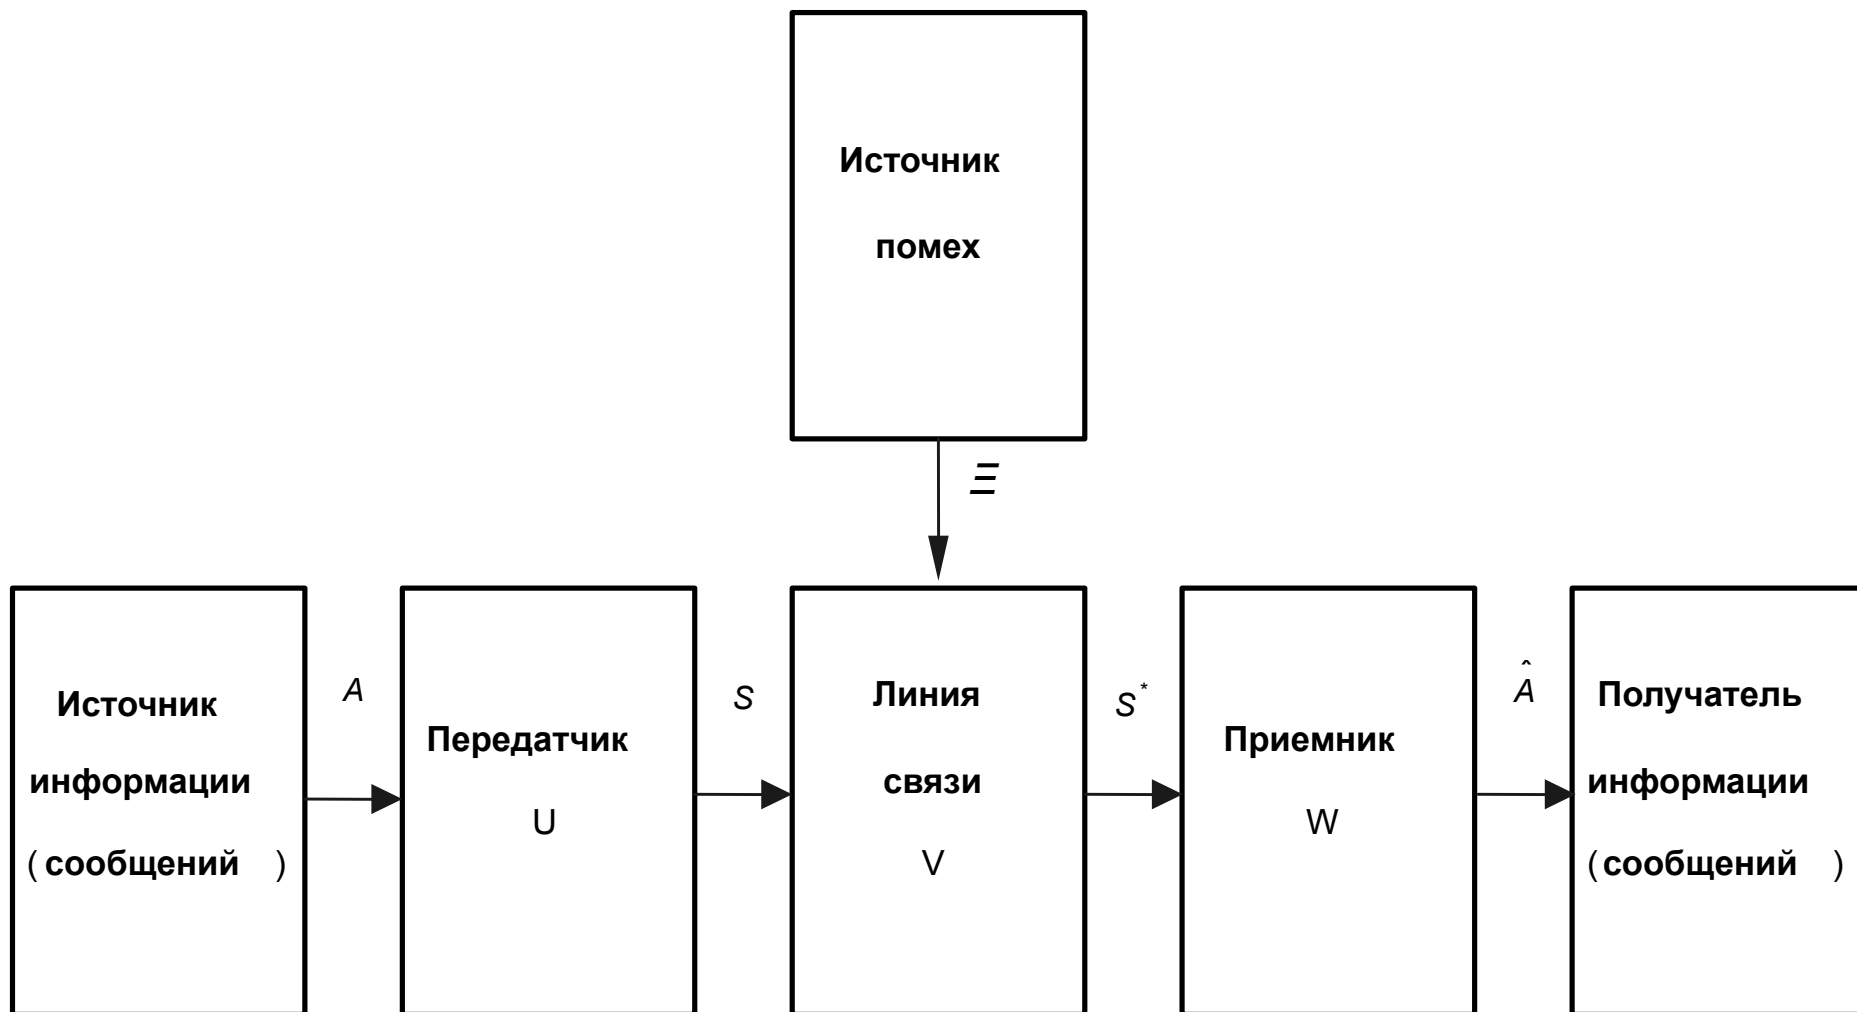 Источник
помех
Ξ
Источник
информации
(сообщений )
A
Передатчик
U
S
Линия
связи
V
S*
Приемник
W
Â
Получатель
информации
(сообщений )